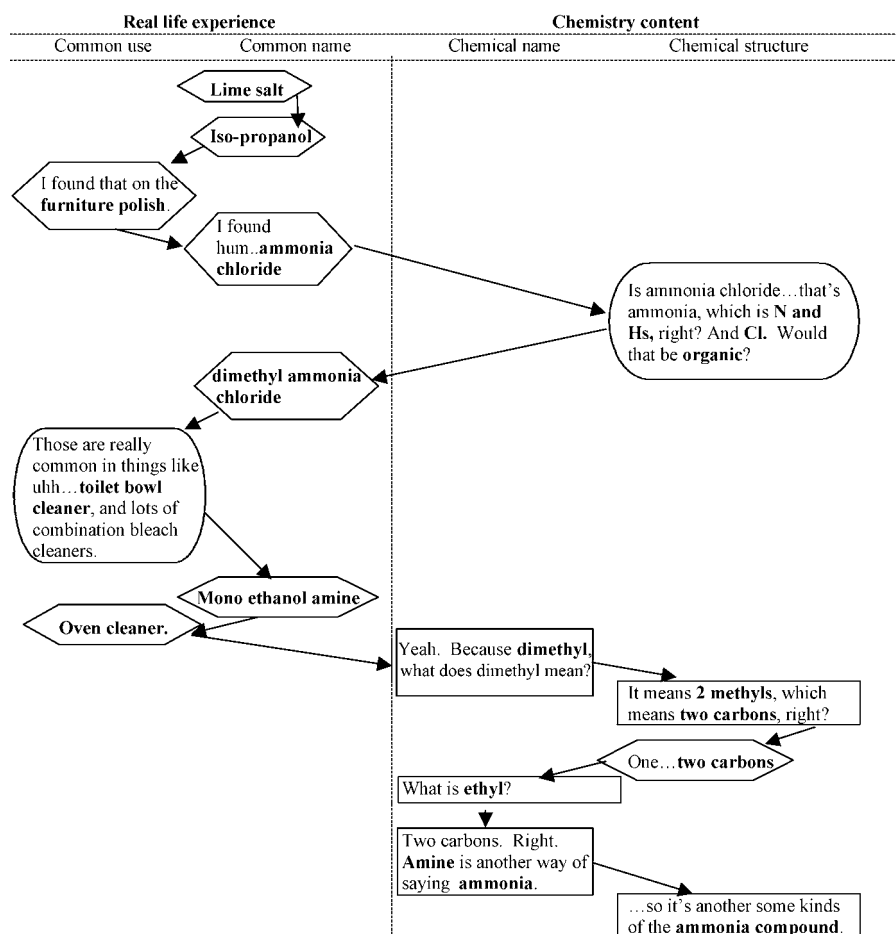 Real life experience
Chemistry content
Common use
Common name
Chemical name
Chemical structure
Lime salt
Iso-propanol
I found that on the
furniture polish.
I found
hum..ammonia
chloride
Is ammonia chloride…that's
ammonia, which is N and
Hs, right? And Cl. Would
that be organic?
dimethyl ammonia
chloride
Those are really
common in things like
uhh…toilet bowl
cleaner, and lots of
combination bleach
cleaners.
Mono ethanol amine
Oven cleaner.
Yeah. Because dimethyl,
what does dimethyl mean?
It means 2 methyls, which
means two carbons, right?
One…two carbons
What is ethyl?
Two carbons. Right.
Amine is another way of
saying ammonia.
…so it's another some kinds
of the ammonia compound.